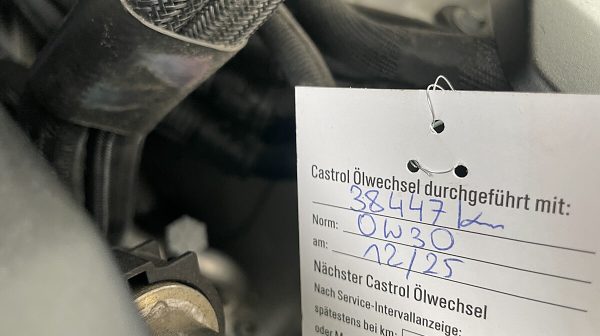 Castrol Ölwechsel durchgeführt mit:
38447 km
Norm: 0W30
am: 12/25
Nächster Castrol Ölwechsel
Nach Service-Intervallanzeige:
spätestens bei km:
oder